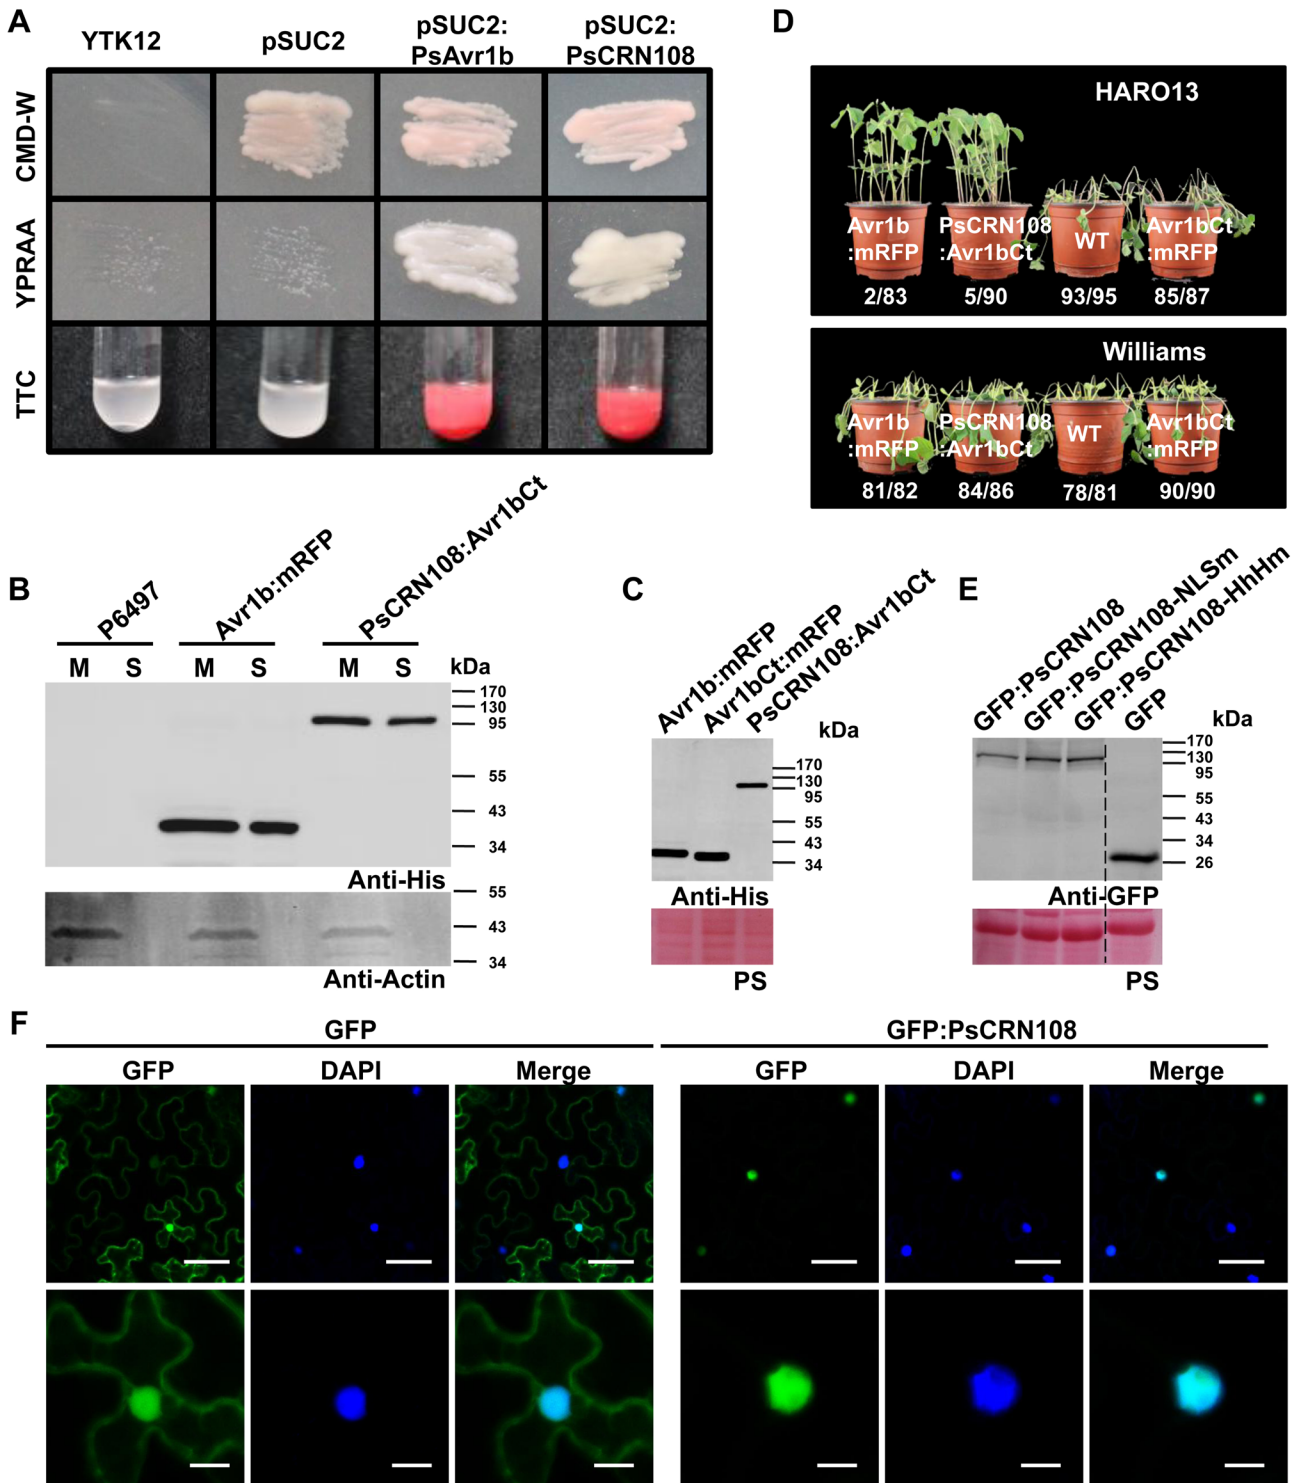 A
YTK12
pSUC2
pSUC2:
PsAvr1b
pSUC2:
PsCRN108
CMD-W
YPRAA
TTC
D
HARO13
Avr1b
:mRFP
PsCRN108
:Avr1bCt
WT
Avr1bCt
:mRFP
2/83
5/90
93/95
85/87
Williams
Avr1b
:mRFP
PsCRN108
:Avr1bCt
WT
Avr1bCt
:mRFP
81/82
84/86
78/81
90/90
B
P6497
Avr1b:mRFP
PsCRN108:Avr1bCt
M
S
M
S
M
S
kDa
170
130
95
55
43
34
Anti-His
55
43
34
Anti-Actin
C
Avr1b:mRFP
Avr1bCt:mRFP
PsCRN108:Avr1bCt
kDa
170
130
95
55
43
34
Anti-His
PS
E
GFP:PsCRN108
GFP:PsCRN108-NLSm
GFP:PsCRN108-HhHm
GFP
kDa
170
130
95
55
43
34
26
Anti-GFP
PS
F
GFP
GFP:PsCRN108
GFP
DAPI
Merge
GFP
DAPI
Merge